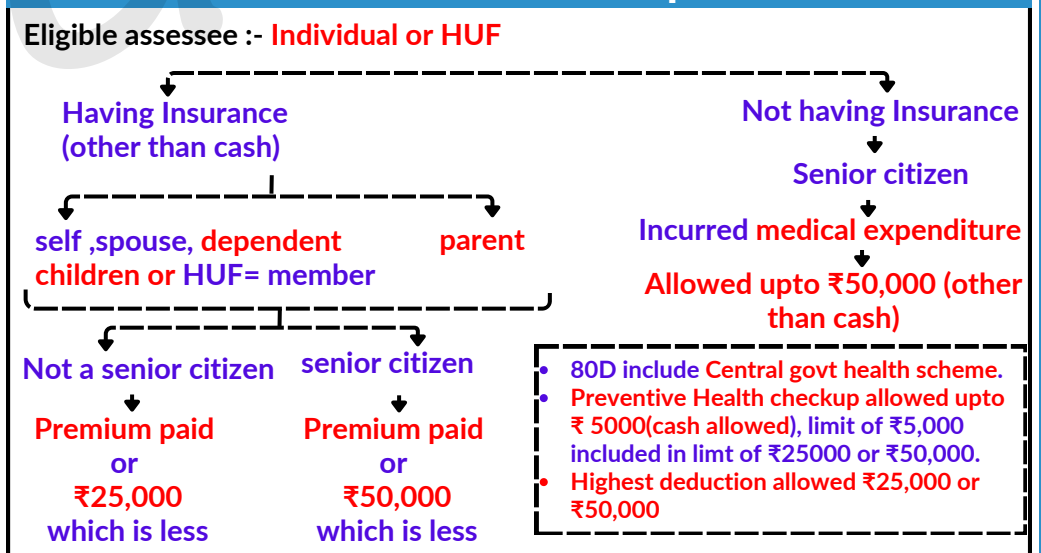 Eligible assessee :- Individual or HUF
Having Insurance
(other than cash)
Not having Insurance
Senior citizen
Incurred medical expenditure
Allowed upto ₹50,000 (other
than cash)
self ,spouse, dependent
children or HUF= member
parent
Not a senior citizen
Premium paid
or
₹25,000
which is less
senior citizen
Premium paid
or
₹50,000
which is less
• 80D include Central govt health scheme.
• Preventive Health checkup allowed upto
₹ 5000(cash allowed), limit of ₹5,000
included in limt of ₹25000 or ₹50,000.
• Highest deduction allowed ₹25,000 or
₹50,000